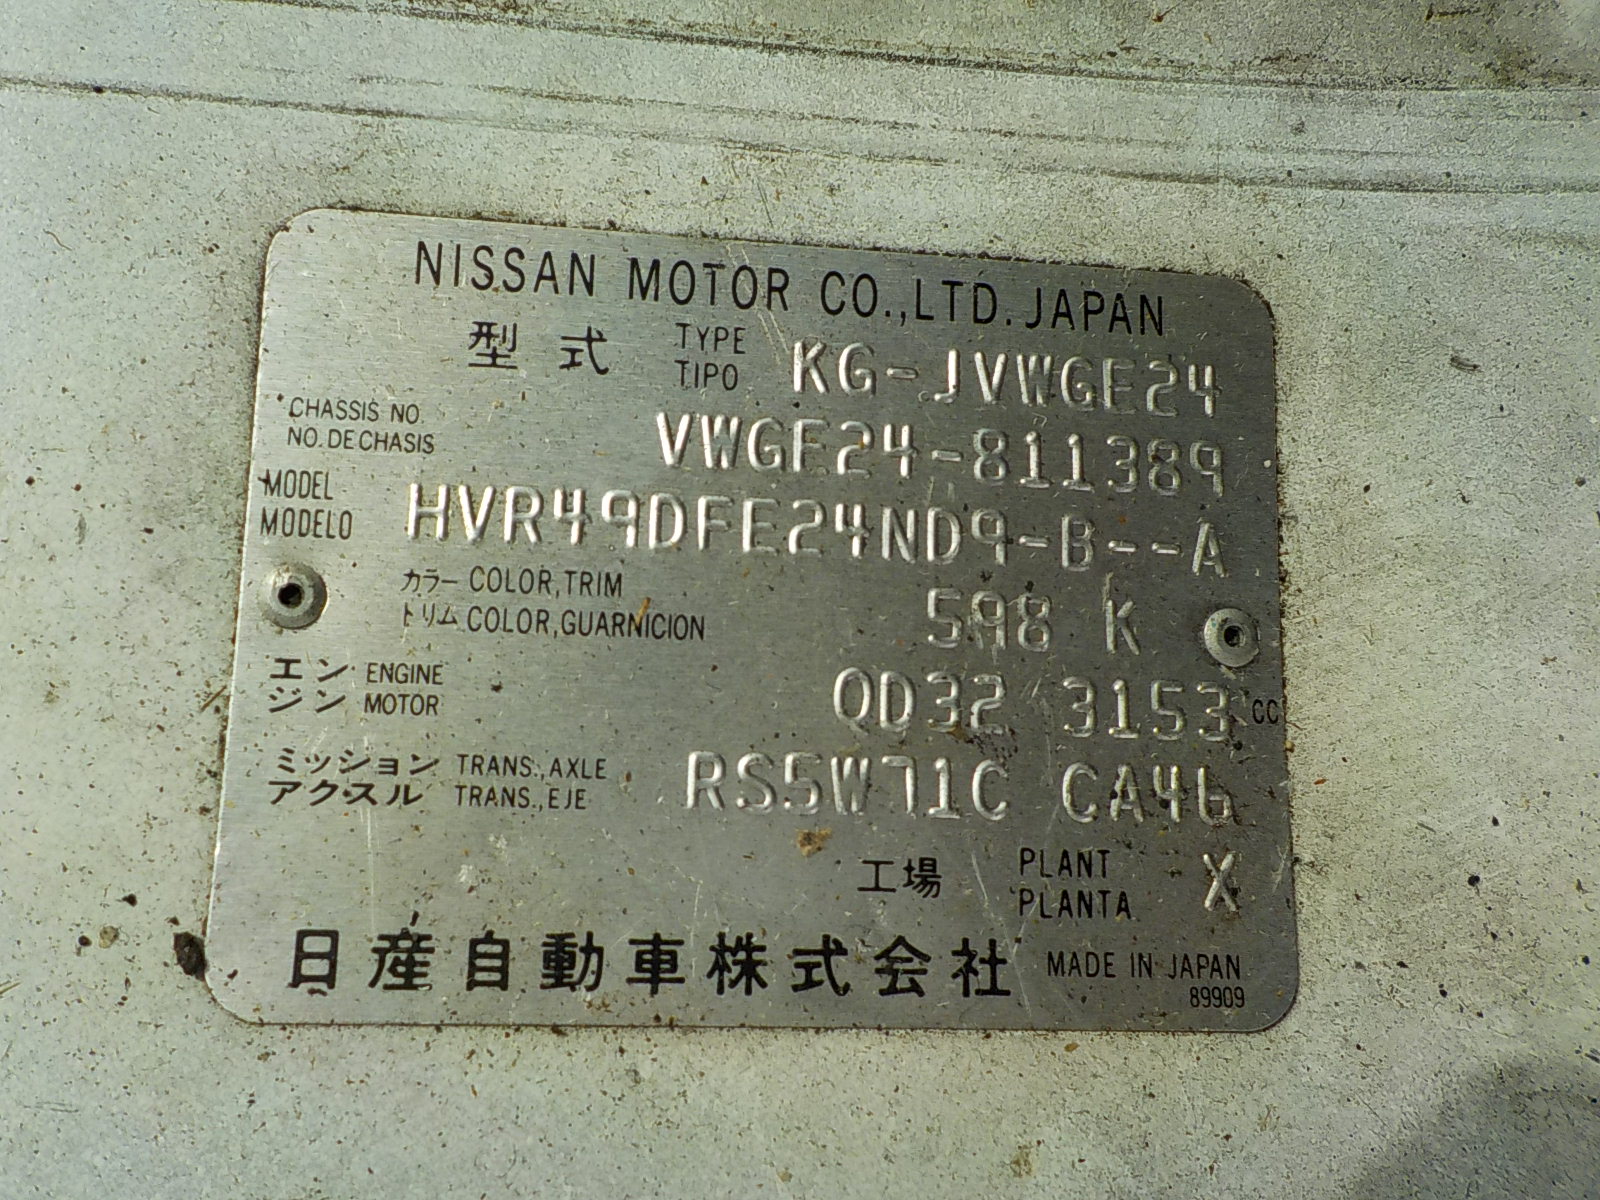 NISSAN MOTOR CO.,LTD. JAPAN
型式 TYPE TIPO KG-JVWGE24
CHASSIS NO. NO. DE CHASIS VWGE24-811389
MODEL MODELO HVR49DFE24ND9-B--A
カラー COLOR,TRIM
トリム COLOR,GUARNICION 598 K
エンジン ENGINE MOTOR QD32 3153 CC
ミッション TRANS.,AXLE
アクスル TRANS.,EJE RS5W71C CA46
工場 PLANT PLANTA X
日産自動車株式会社 MADE IN JAPAN
89909